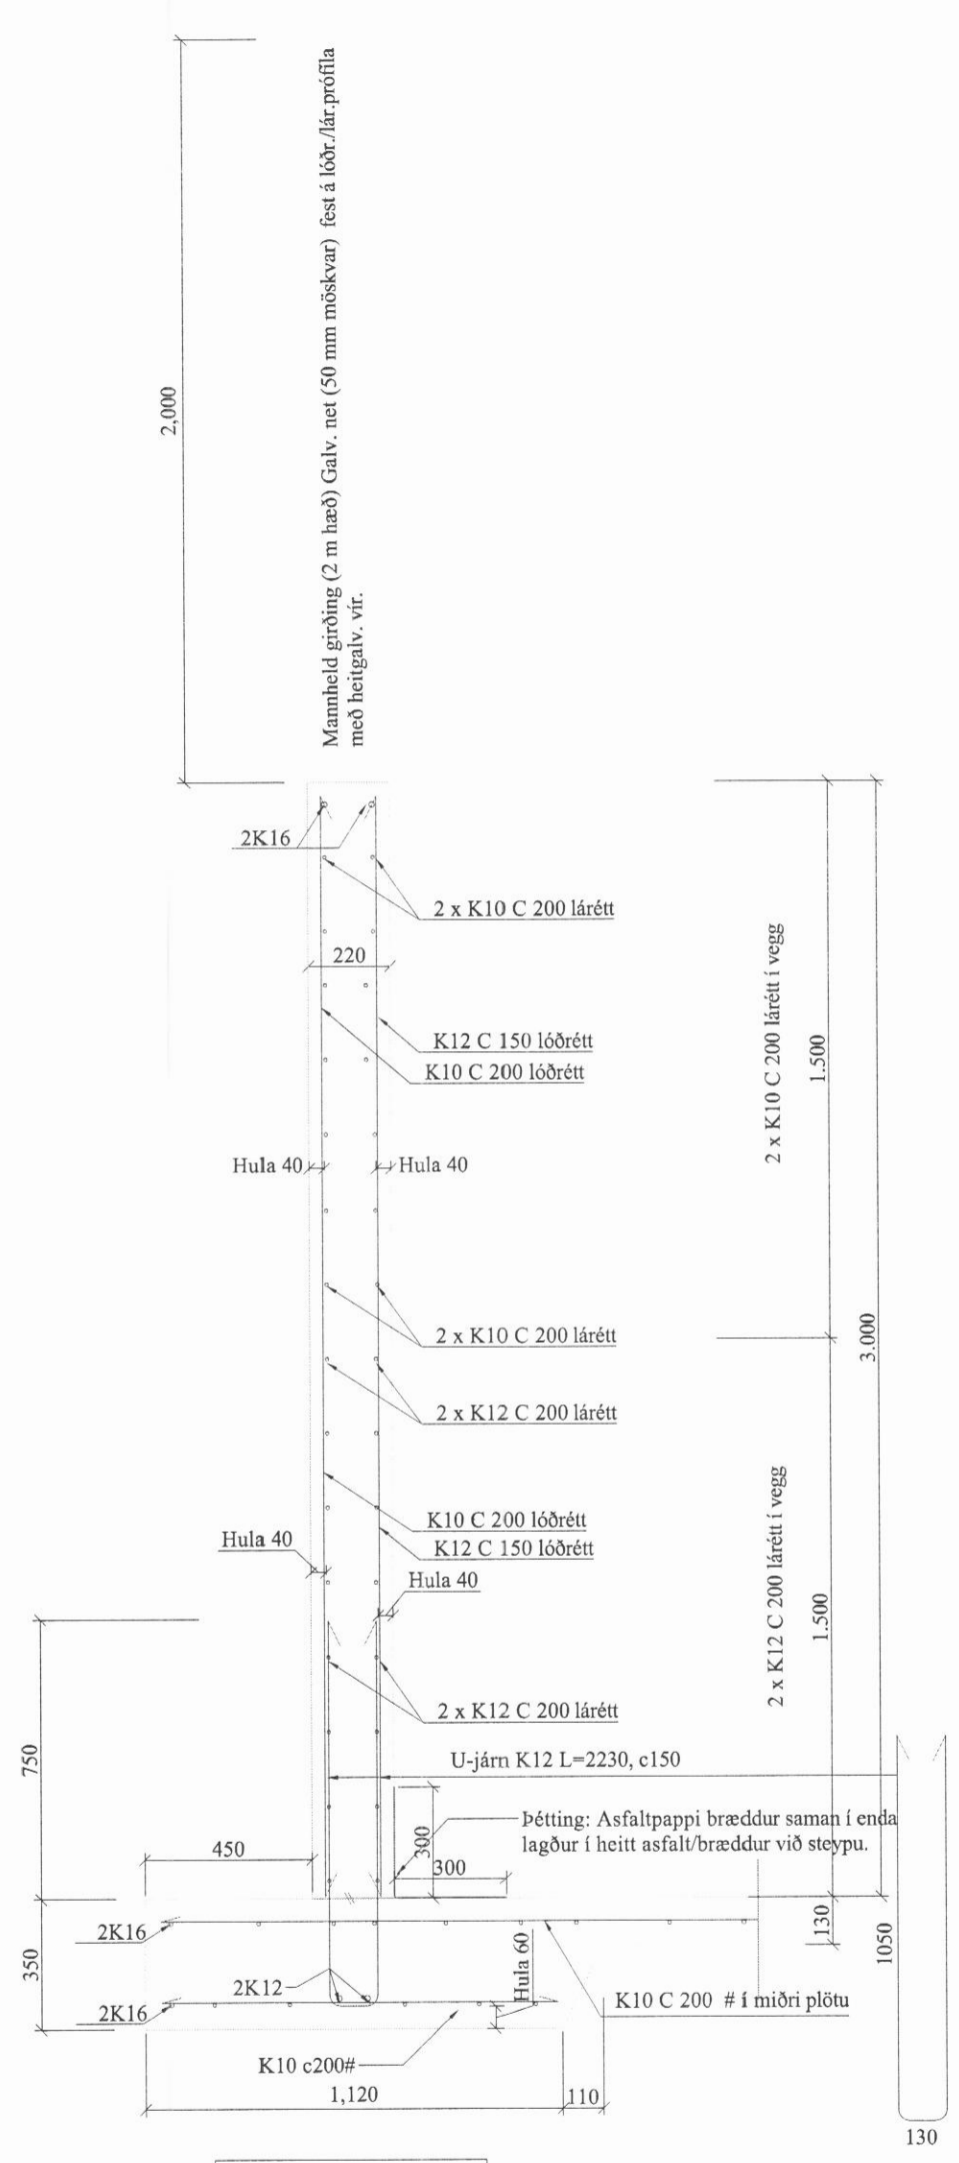 2,000
Mannheld girðing (2 m hæð) Galv. net (50 mm möskvar) fest á lóðr./lár.prófíla
með heitgalv. vír.
2K16
2 x K10 C 200 lárétt
220
K12 C 150 lóðrétt
K10 C 200 lóðrétt
2 x K10 C 200 lárétt í vegg
1.500
Hula 40
Hula 40
2 x K10 C 200 lárétt
3.000
2 x K12 C 200 lárétt
K10 C 200 lóðrétt
K12 C 150 lóðrétt
Hula 40
Hula 40
2 x K12 C 200 lárétt í vegg
1.500
2 x K12 C 200 lárétt
750
U-járn K12 L=2230, c150
Þétting: Asfaltpappi bræddur saman í enda
lagður í heitt asfalt/bræddur við steypu.
300
300
450
2K16
130
1050
350
2K12
Hula 60
2K16
K10 C 200 # í miðri plötu
K10 c200#
1,120
110
130